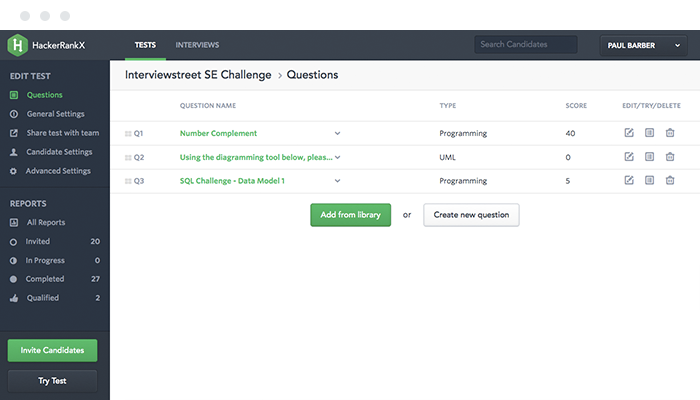 HackerRankX
TESTS
INTERVIEWS
Search Candidates
PAUL BARBER
EDIT TEST
Questions
General Settings
Share test with team
Candidate Settings
Advanced Settings
REPORTS
All Reports
Invited 20
In Progress 0
Completed 27
Qualified 2
Invite Candidates
Try Test
Interviewstreet SE Challenge > Questions
QUESTION NAME TYPE SCORE EDIT/TRY/DELETE
Q1 Number Complement Programming 40
Q2 Using the diagramming tool below, pleas... UML 0
Q3 SQL Challenge - Data Model 1 Programming 5
Add from library or Create new question